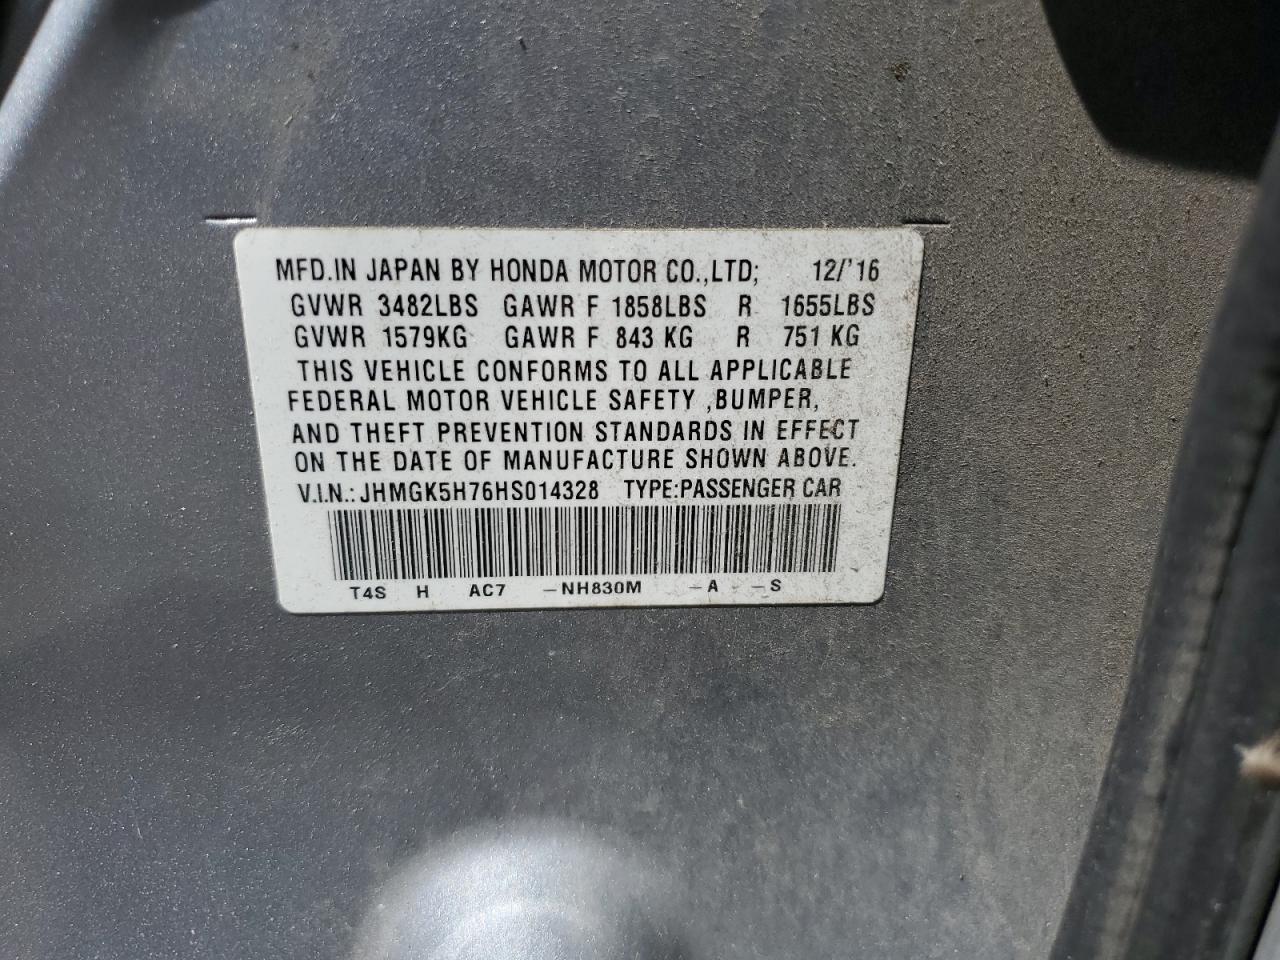 MFD.IN JAPAN BY HONDA MOTOR CO.,LTD; 12/'16
GVWR 3482LBS GAWR F 1858LBS R 1655LBS
GVWR 1579KG GAWR F 843 KG R 751 KG
THIS VEHICLE CONFORMS TO ALL APPLICABLE
FEDERAL MOTOR VEHICLE SAFETY ,BUMPER,
AND THEFT PREVENTION STANDARDS IN EFFECT
ON THE DATE OF MANUFACTURE SHOWN ABOVE.
V.I.N.: JHMGK5H76HS014328 TYPE:PASSENGER CAR
T4S H AC7 -NH830M -A -S